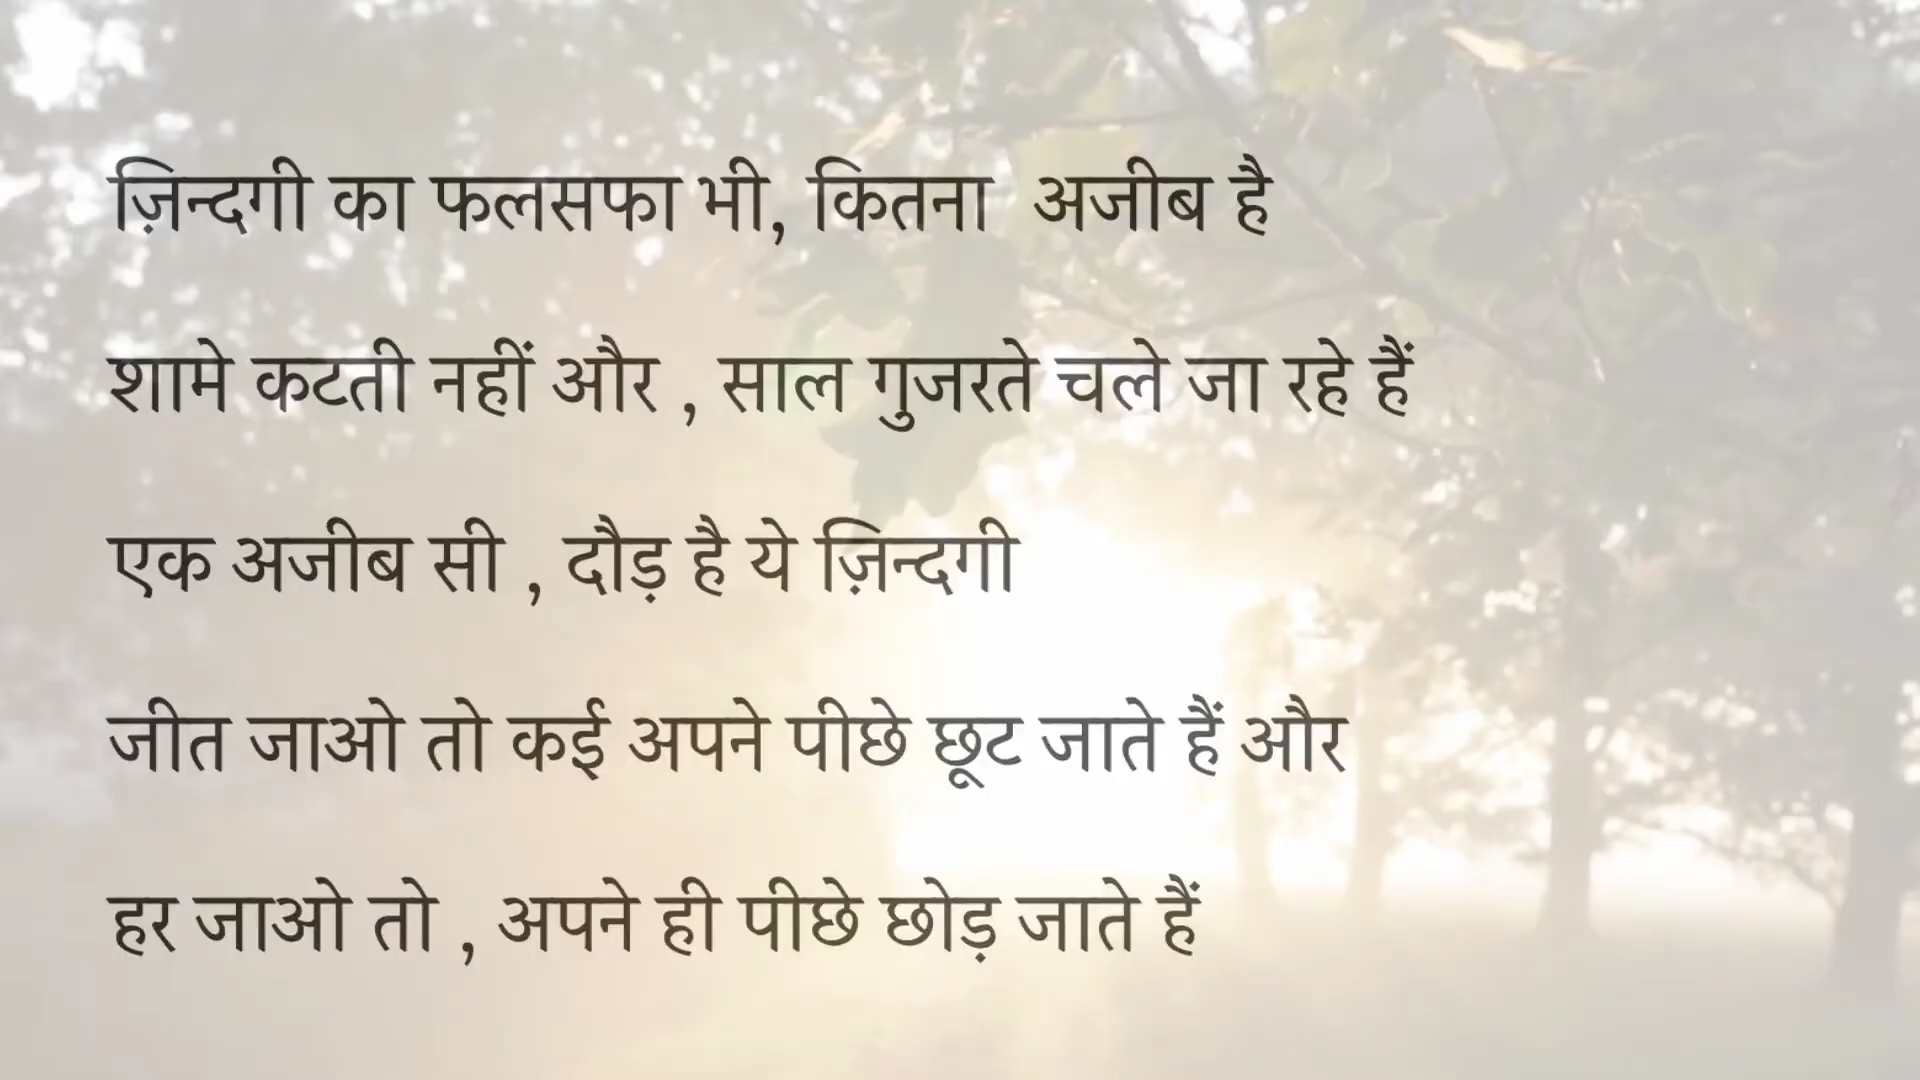 ज़िन्दगी का फलसफा भी, कितना अजीब है
शामे कटती नहीं और , साल गुजरते चले जा रहे हैं
एक अजीब सी , दौड़ है ये ज़िन्दगी
जीत जाओ तो कई अपने पीछे छूट जाते हैं और
हर जाओ तो , अपने ही पीछे छोड़ जाते हैं